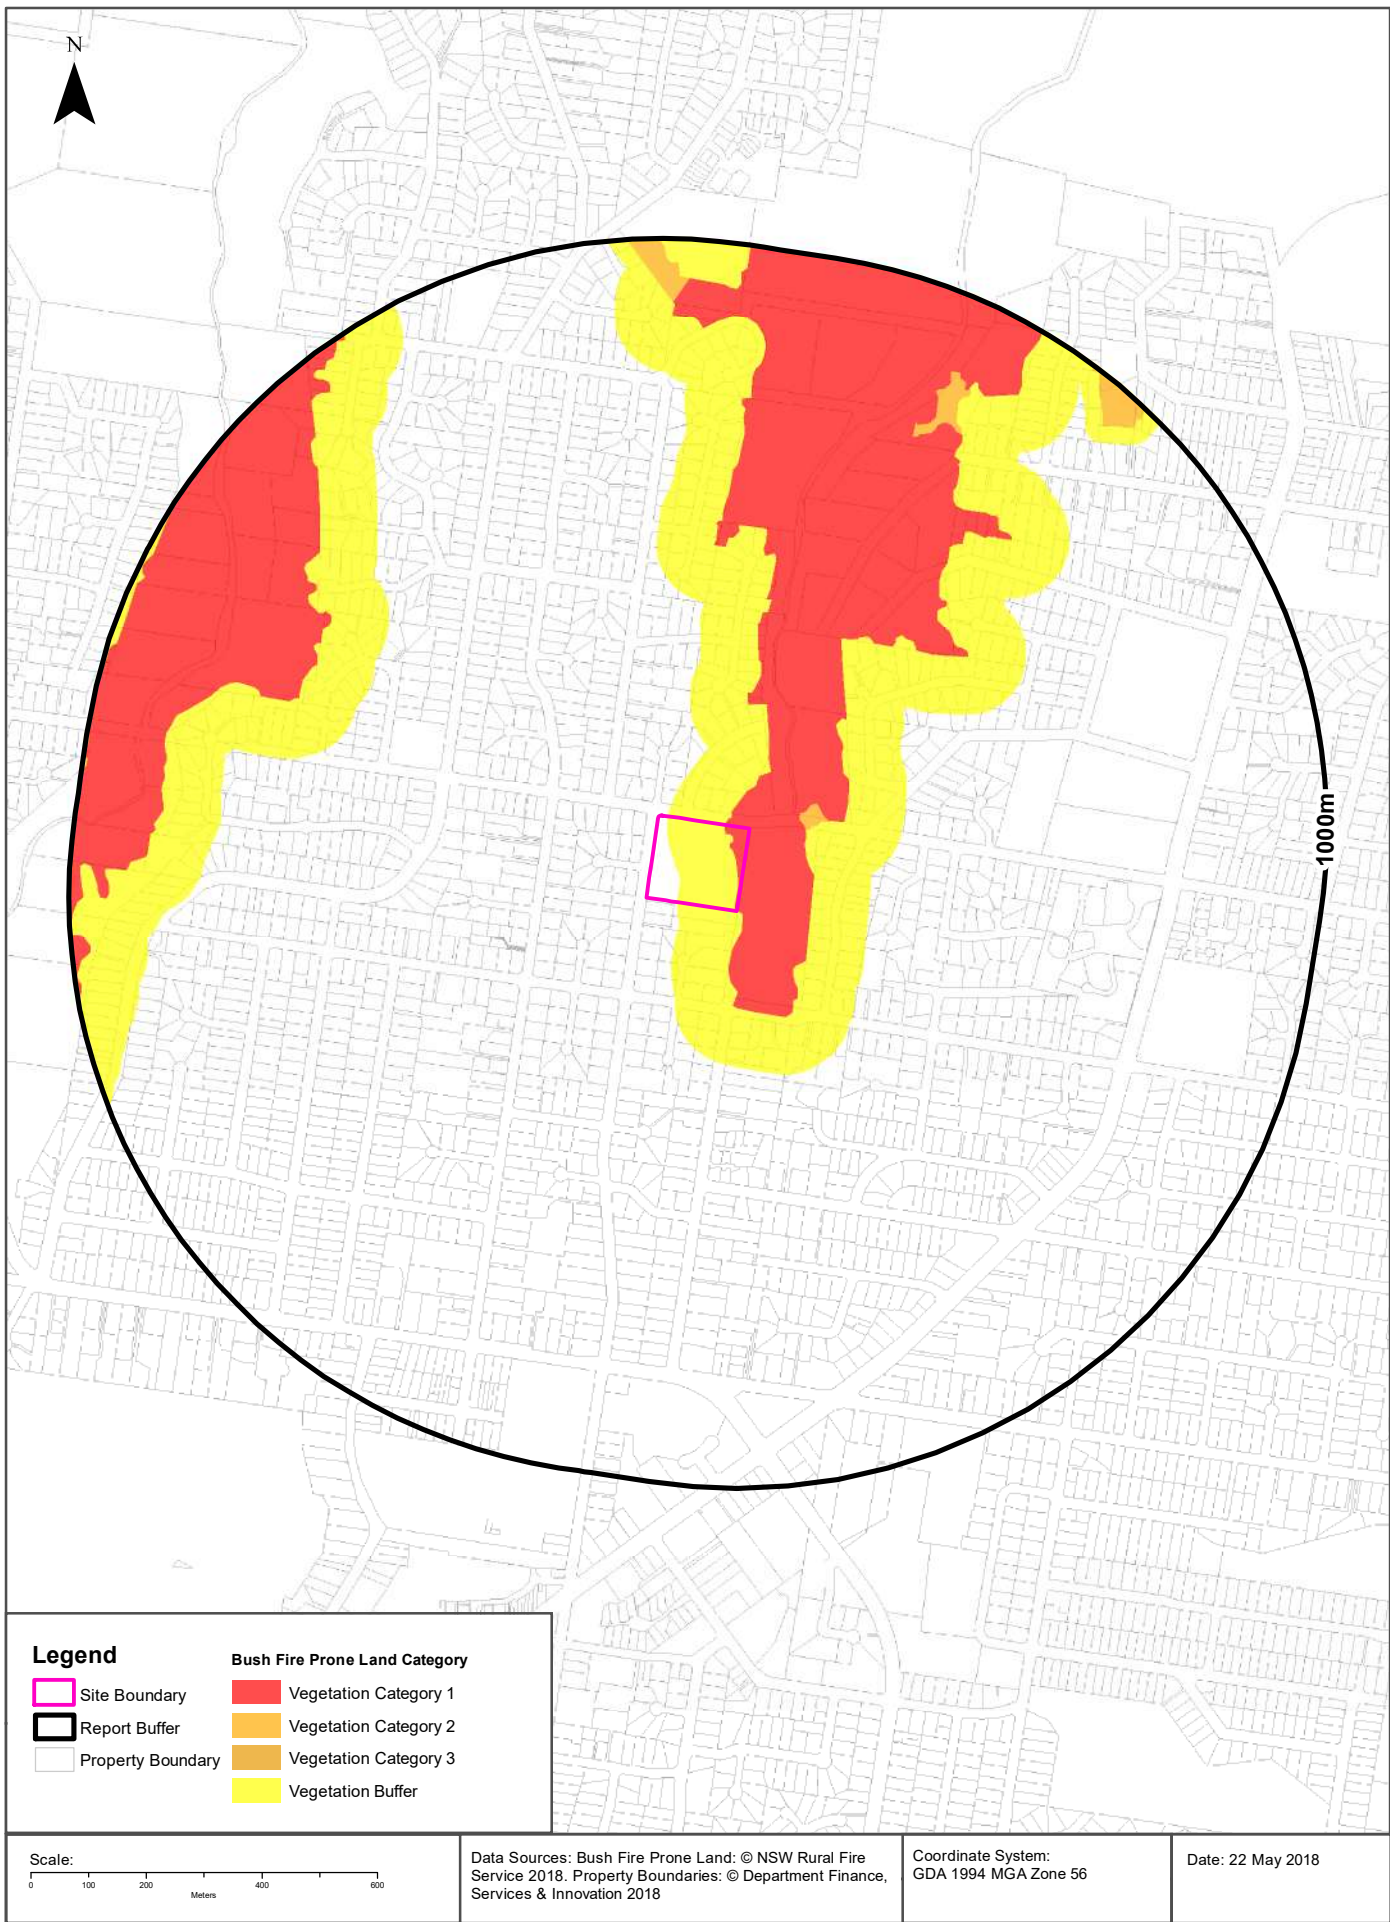 N
1000m
Legend
Site Boundary
Report Buffer
Property Boundary
Bush Fire Prone Land Category
Vegetation Category 1
Vegetation Category 2
Vegetation Category 3
Vegetation Buffer
Scale:
0 100 200 400 600
Meters
Data Sources: Bush Fire Prone Land: © NSW Rural Fire
Service 2018. Property Boundaries: © Department Finance,
Services & Innovation 2018
Coordinate System:
GDA 1994 MGA Zone 56
Date: 22 May 2018